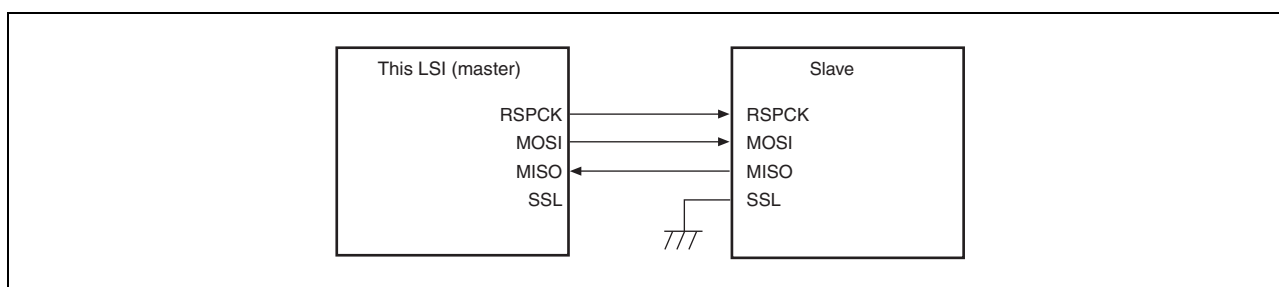 This LSI (master)
RSPCK
MOSI
MISO
SSL
Slave
RSPCK
MOSI
MISO
SSL